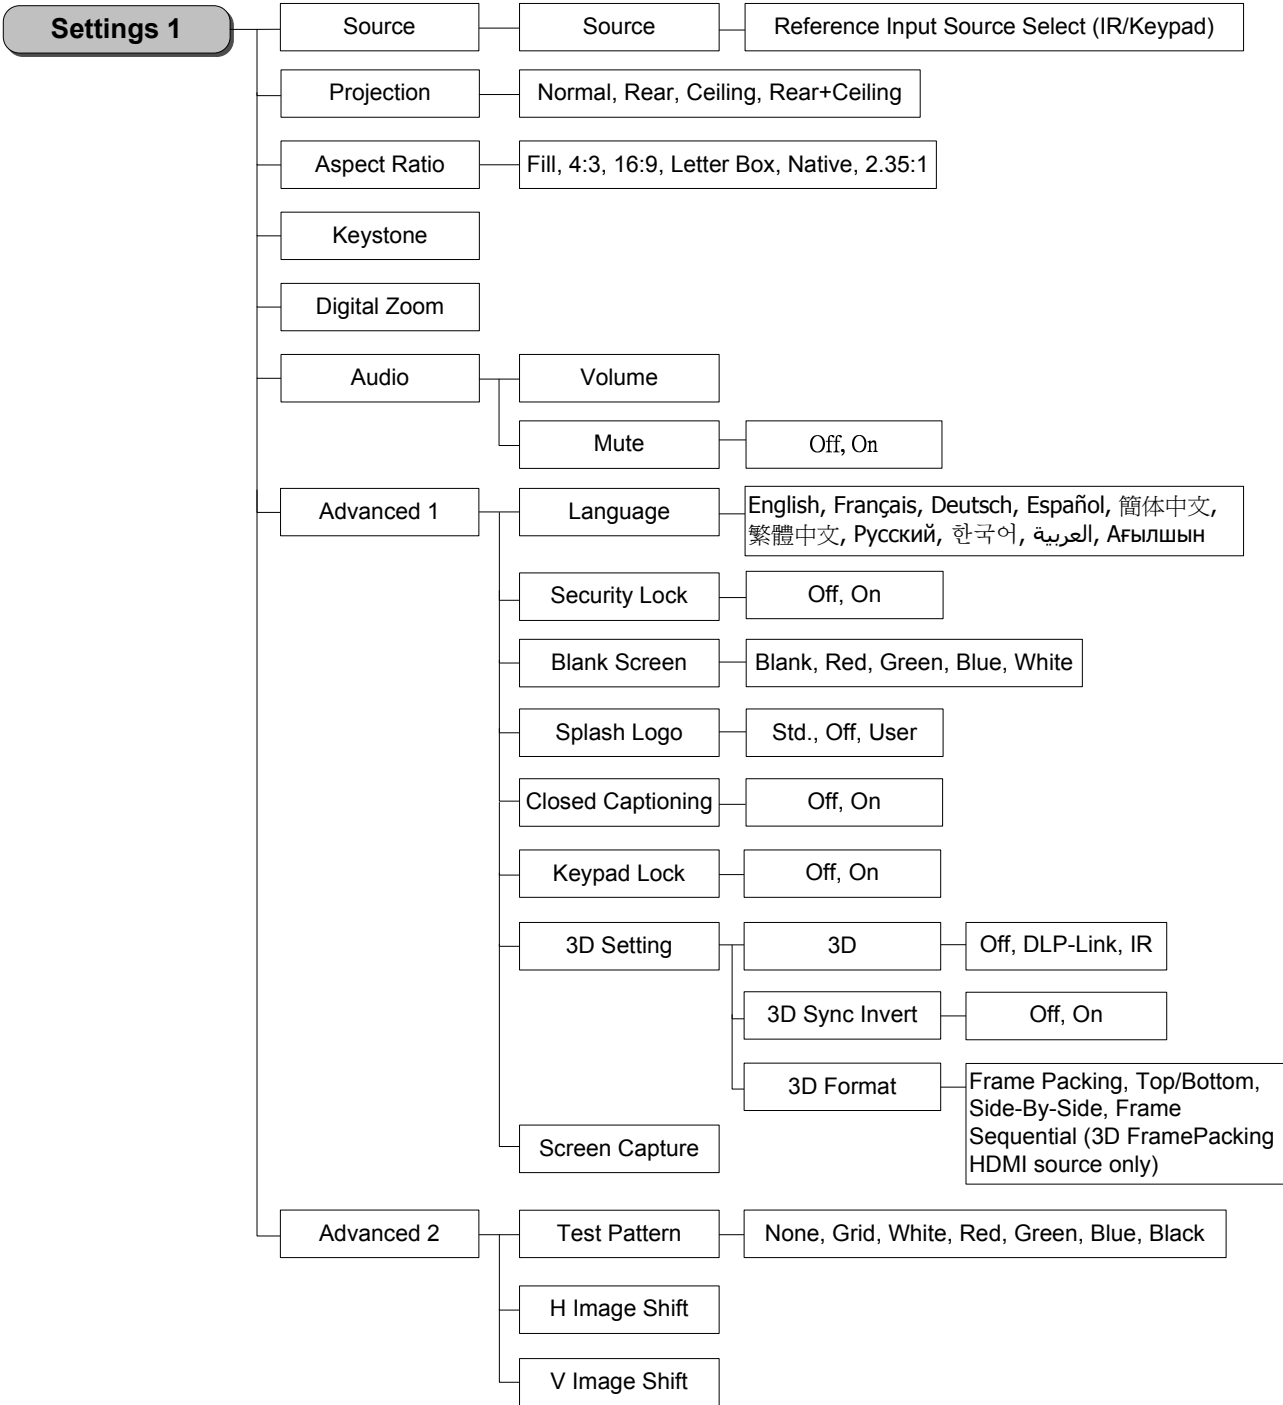 Settings 1
Source
Source
Reference Input Source Select (IR/Keypad)
Projection
Normal, Rear, Ceiling, Rear+Ceiling
Aspect Ratio
Fill, 4:3, 16:9, Letter Box, Native, 2.35:1
Keystone
Digital Zoom
Audio
Volume
Mute
Off, On
Advanced 1
Language
English, Français, Deutsch, Español, 簡体中文,
繁體中文, Русский, 한국어, العربية, Ағылшын
Security Lock
Off, On
Blank Screen
Blank, Red, Green, Blue, White
Splash Logo
Std., Off, User
Closed Captioning
Off, On
Keypad Lock
Off, On
3D Setting
3D
Off, DLP-Link, IR
3D Sync Invert
Off, On
3D Format
Frame Packing, Top/Bottom,
Side-By-Side, Frame
Sequential (3D FramePacking
HDMI source only)
Screen Capture
Advanced 2
Test Pattern
None, Grid, White, Red, Green, Blue, Black
H Image Shift
V Image Shift